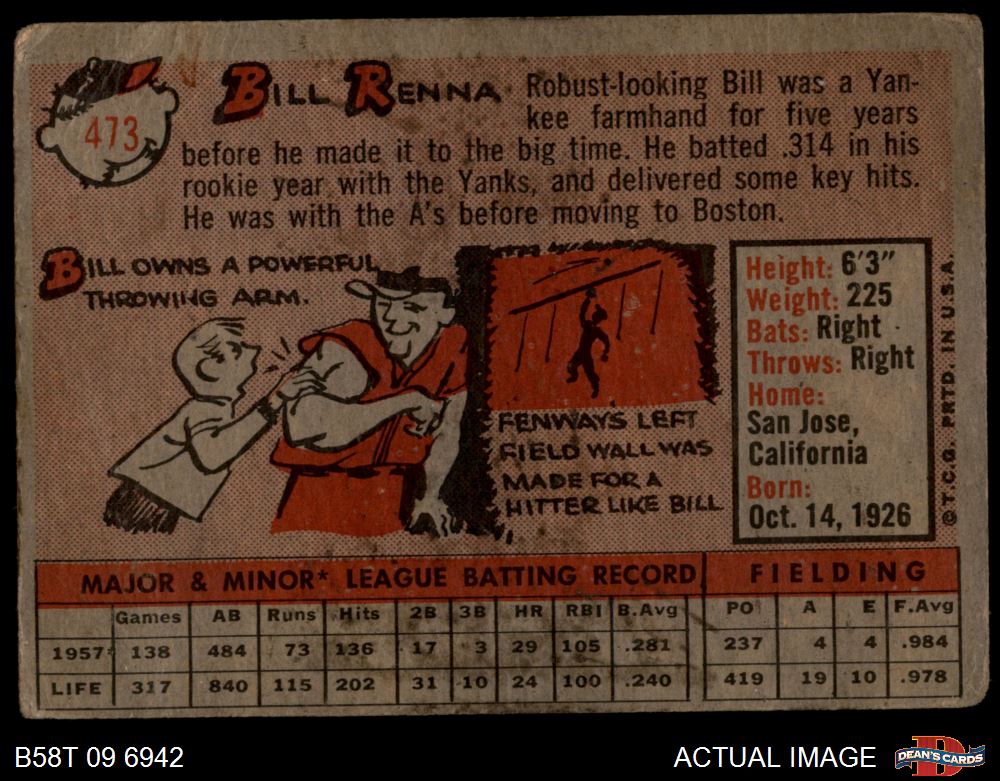 473
BILL RENNA Robust-looking Bill was a Yan-
kee farmhand for five years
before he made it to the big time. He batted .314 in his
rookie year with the Yanks, and delivered some key hits.
He was with the A's before moving to Boston.
BILL OWNS A POWERFUL
THROWING ARM.
FENWAYS LEFT
FIELD WALL WAS
MADE FOR A
HITTER LIKE BILL
Height: 6'3"
Weight: 225
Bats: Right
Throws: Right
Home:
San Jose,
California
Born:
Oct. 14, 1926
©T.C.G. PRTD. IN U.S.A.
MAJOR & MINOR* LEAGUE BATTING RECORD FIELDING
Games AB Runs Hits 2B 3B HR RBI B.Avg PO A E F.Avg
1957* 138 484 73 136 17 3 29 105 .281 237 4 4 .984
LIFE 317 840 115 202 31 10 24 100 .240 419 19 10 .978
B58T 09 6942 ACTUAL IMAGE DEAN'S CARDS